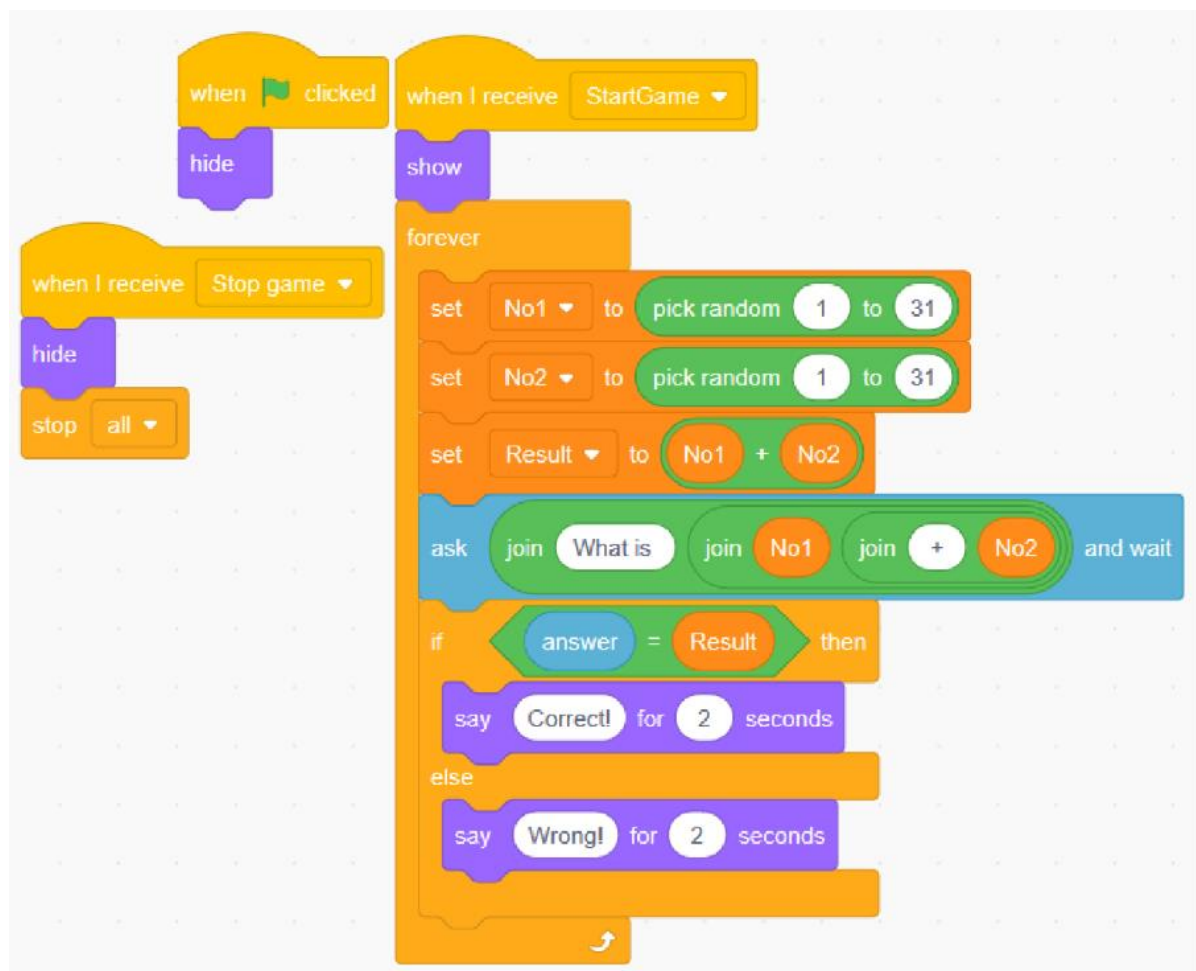 when clicked
hide
when I receive Stop game
hide
stop all
when I receive StartGame
show
forever
set No1 to pick random 1 to 31
set No2 to pick random 1 to 31
set Result to No1 + No2
ask join What is join No1 join + No2 and wait
if answer = Result then
say Correct! for 2 seconds
else
say Wrong! for 2 seconds